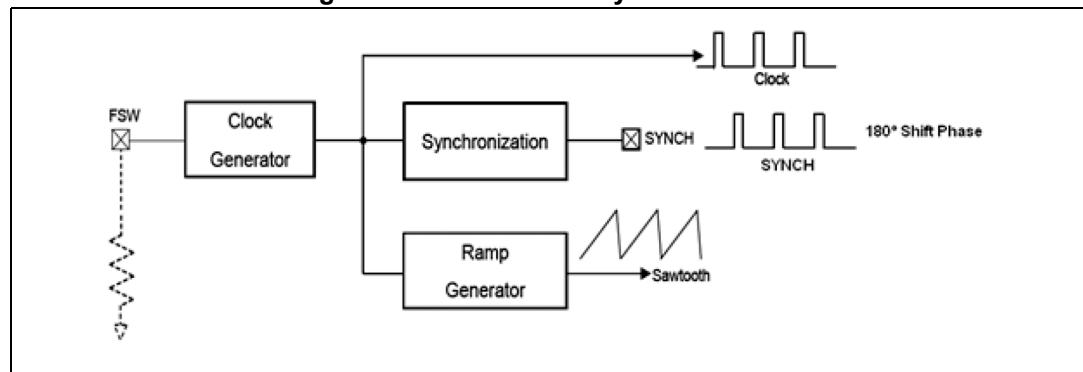 Clock
FSW
Clock
Generator
Synchronization
SYNCH
180° Shift Phase
SYNCH
Ramp
Generator
Sawtooth